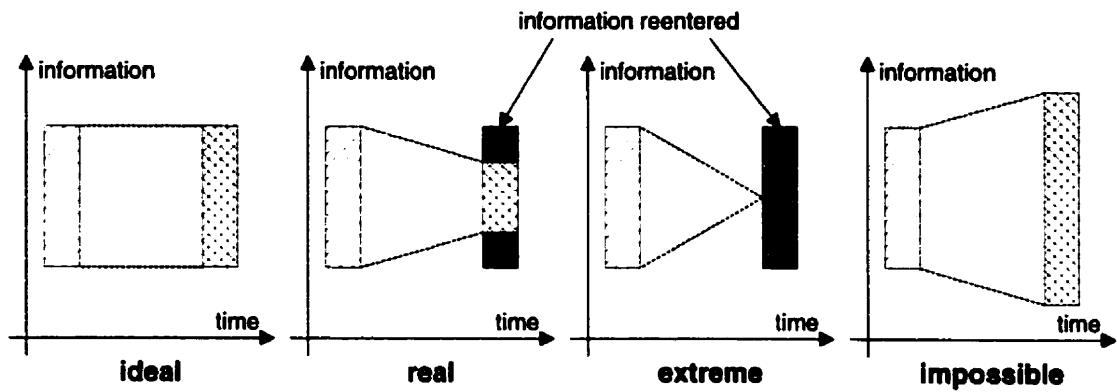 information reentered
information
information
information
information
time
time
time
time
ideal
real
extreme
impossible